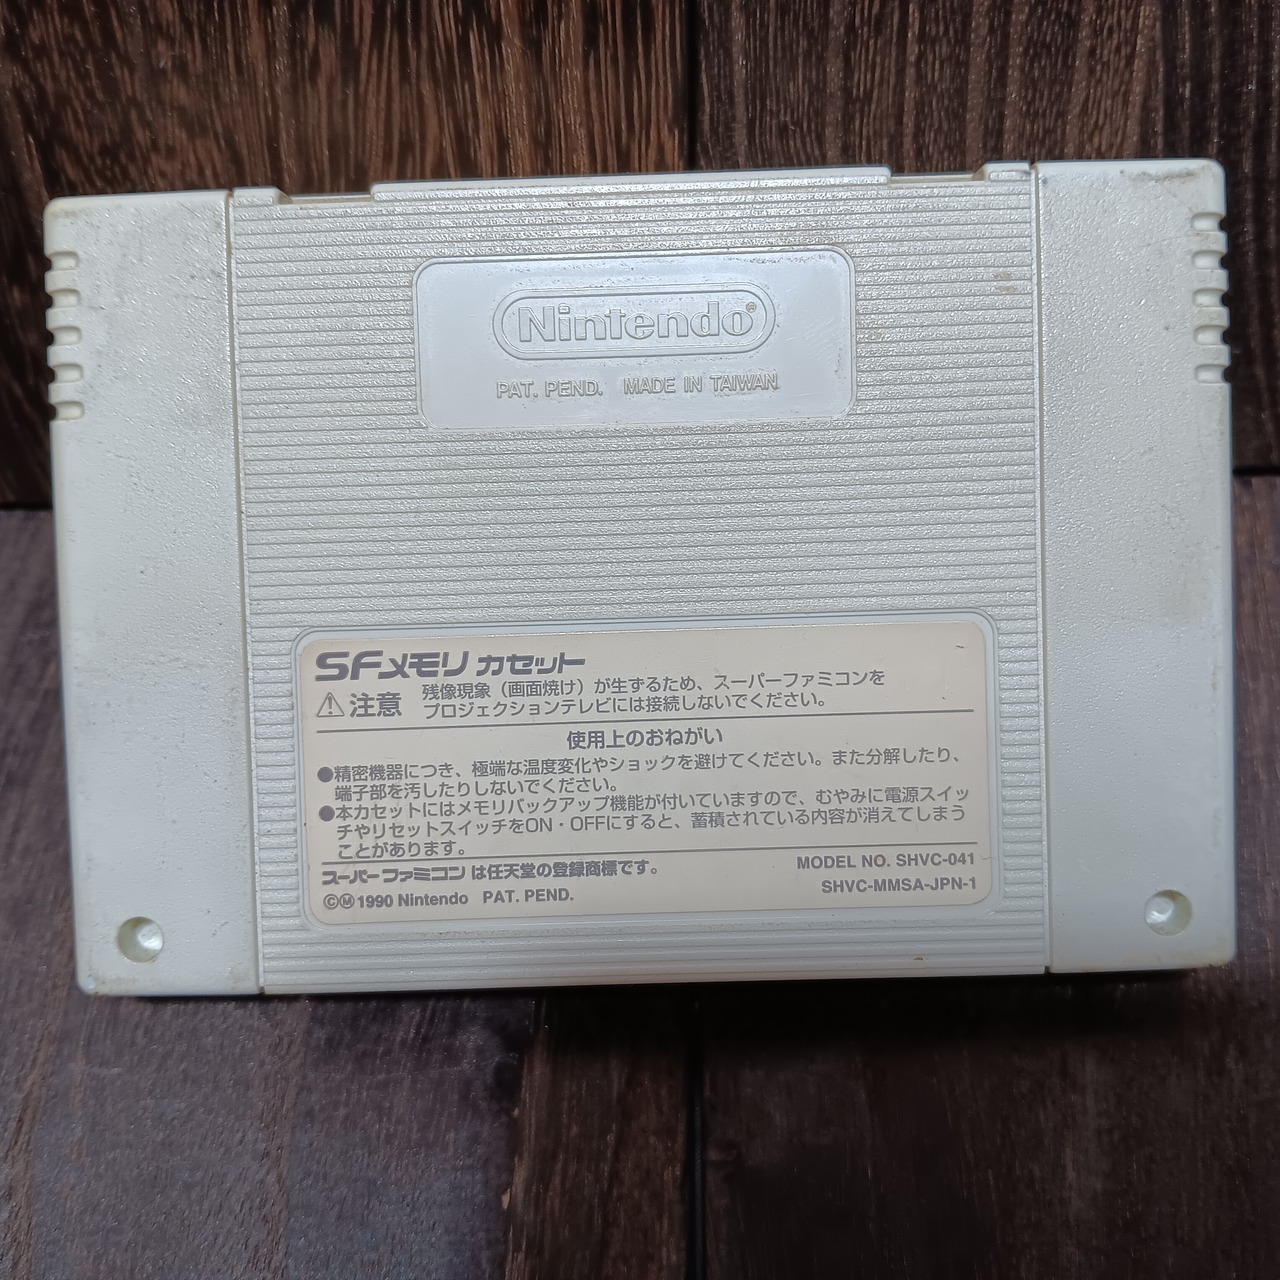 Nintendo®
PAT. PEND. MADE IN TAIWAN
SFメモリ カセット
⚠注意 残像現象（画面焼け）が生ずるため、スーパーファミコンを
プロジェクションテレビには接続しないでください。
使用上のおねがい
●精密機器につき、極端な温度変化やショックを避けてください。また分解したり、
端子部を汚したりしないでください。
●本カセットにはメモリバックアップ機能が付いていますので、むやみに電源スイッ
チやリセットスイッチをON・OFFにすると、蓄積されている内容が消えてしまう
ことがあります。
スーパーファミコン は任天堂の登録商標です。
ⒸⓂ1990 Nintendo PAT. PEND.
MODEL NO. SHVC-041
SHVC-MMSA-JPN-1